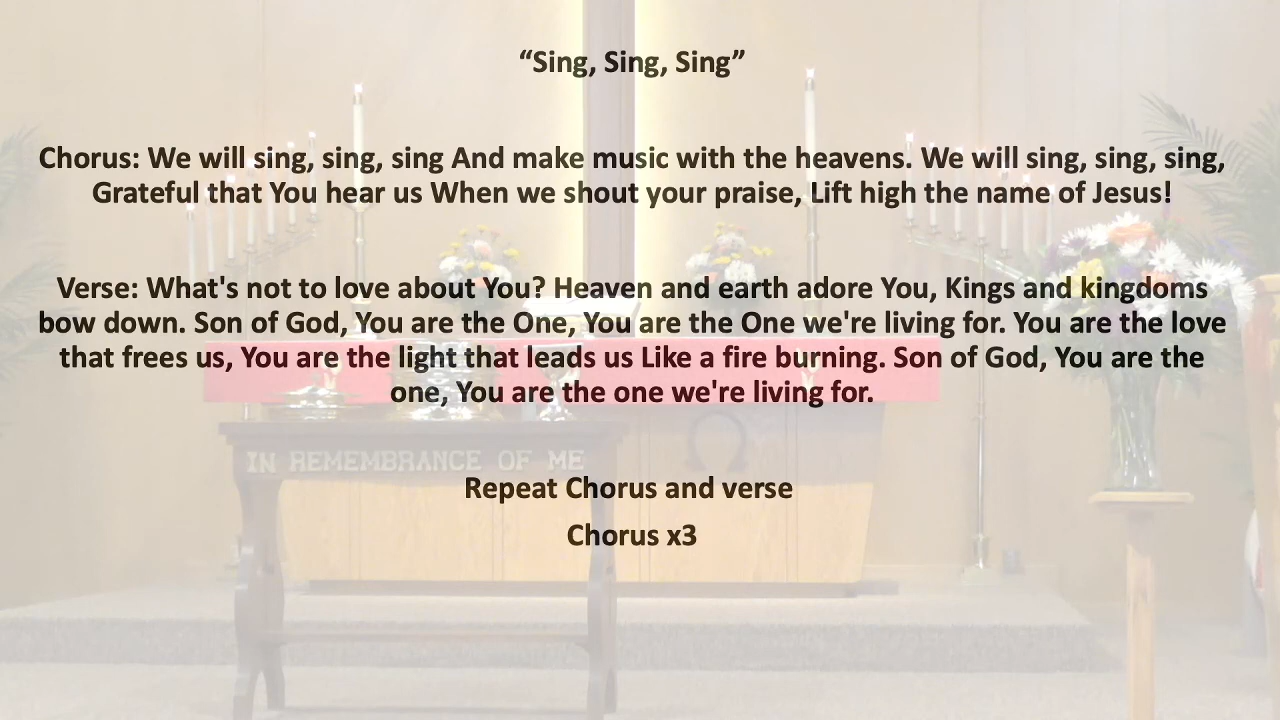 “Sing, Sing, Sing”
Chorus: We will sing, sing, sing And make music with the heavens. We will sing, sing, sing,
Grateful that You hear us When we shout your praise, Lift high the name of Jesus!
Verse: What's not to love about You? Heaven and earth adore You, Kings and kingdoms
bow down. Son of God, You are the One, You are the One we're living for. You are the love
that frees us, You are the light that leads us Like a fire burning. Son of God, You are the
one, You are the one we're living for.
IN REMEMBRANCE OF ME
Repeat Chorus and verse
Chorus x3